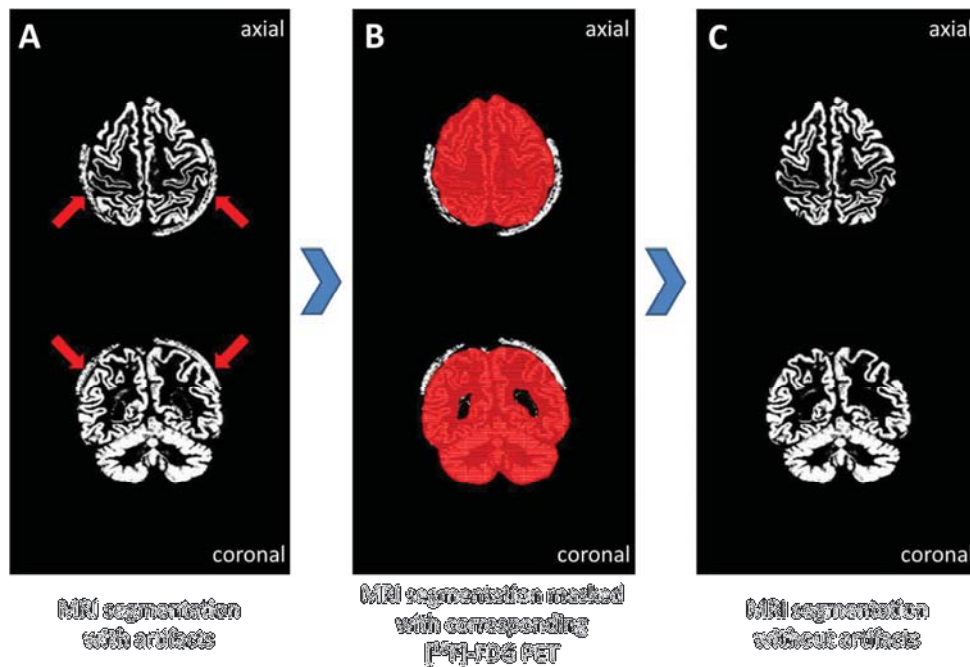 A
axial
coronal
MRI segmentation
with artifacts
B
axial
coronal
MRI segmentation masked
with corresponding
[¹⁸F]-FDG PET
C
axial
coronal
MRI segmentation
without artifacts